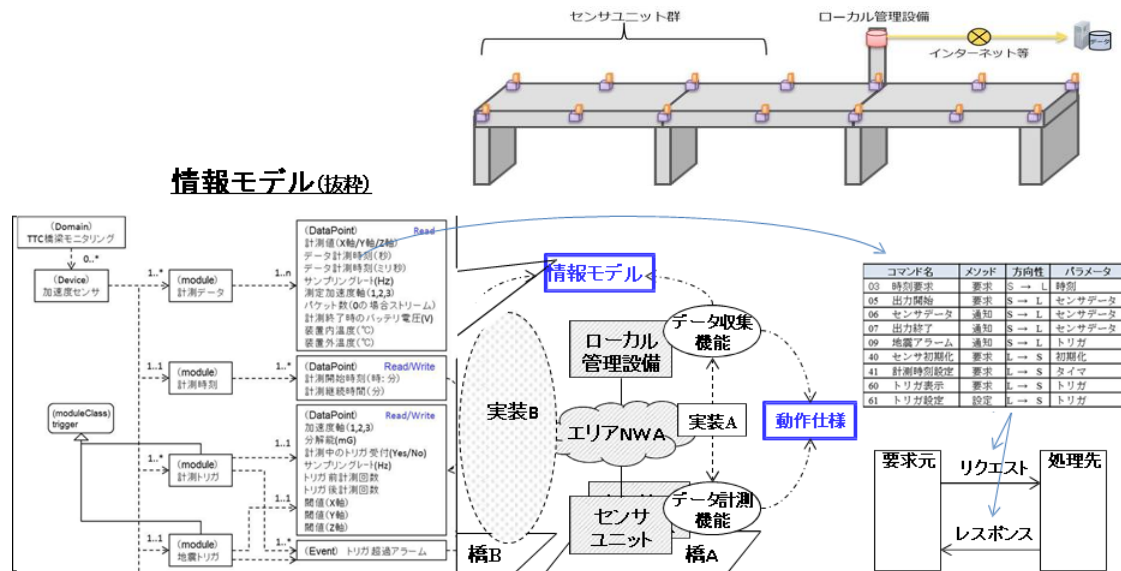 センサユニット群
ローカル管理設備
インターネット等
データ
情報モデル(抜粋)
(Domain)
TTC橋梁モニタリング
0..*
(Device)
加速度センサ
1..*
(module)
計測データ
1..n
(DataPoint) Read
計測値(X軸/Y軸/Z軸)
データ計測時刻(秒)
データ計測時刻(ミリ秒)
サンプリングレート(Hz)
測定加速度軸(1,2,3)
パケット数(0の場合ストリーム)
計測終了時のバッテリ電圧(V)
装置内温度(℃)
装置外温度(℃)
1..1
(module)
計測時刻
1..*
(DataPoint) Read/Write
計測開始時刻(時:分)
計測継続時間(分)
(moduleClass)
trigger
1..*
(module)
計測トリガ
1..1
(DataPoint) Read/Write
加速度軸(1,2,3)
分解能(mG)
計測中のトリガ受付(Yes/No)
サンプリングレート(Hz)
トリガ前計測回数
トリガ後計測回数
閾値(X軸)
閾値(Y軸)
閾値(Z軸)
1..1
1..1
(module)
地震トリガ
1..*
(Event) トリガ超過アラーム
情報モデル
実装B
橋B
ローカル
管理設備
データ収集
機能
エリアNWA
実装A
動作仕様
センサ
ユニット
データ計測
機能
橋A
コマンド名 メソッド 方向性 パラメータ
03 時刻要求 要求 S → L 時刻
05 出力開始 要求 S → L センサデータ
06 センサデータ 通知 S → L センサデータ
07 出力終了 通知 S → L センサデータ
09 地震アラーム 通知 S → L トリガ
40 センサ初期化 要求 L → S 初期化
41 計測時刻設定 要求 L → S タイマ
60 トリガ表示 要求 L → S トリガ
61 トリガ設定 設定 L → S トリガ
要求元
リクエスト
処理先
レスポンス